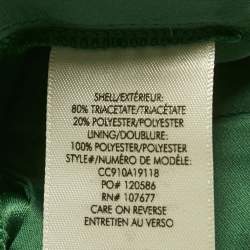 SHELL/EXTÉRIEUR:
80% TRIACETATE/TRIACÉTATE
20% POLYESTER/POLYESTER
LINING/DOUBLURE:
100% POLYESTER/POLYESTER
STYLE#/NUMÉRO DE MODÈLE:
CC910A19118
PO# 120586
RN# 107677
CARE ON REVERSE
ENTRETIEN AU VERSO